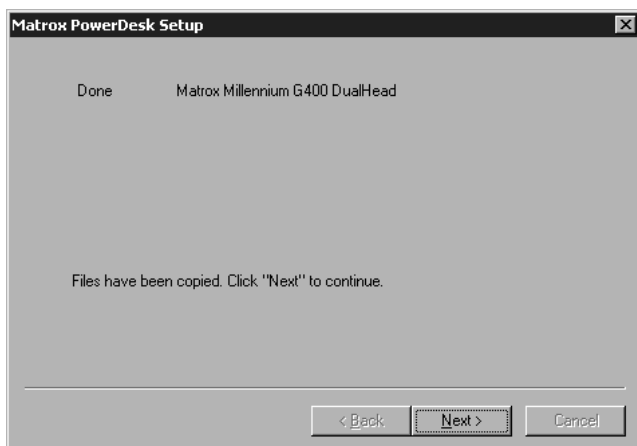 Matrox PowerDesk Setup
Done Matrox Millennium G400 DualHead
Files have been copied. Click "Next" to continue.
< Back Next > Cancel